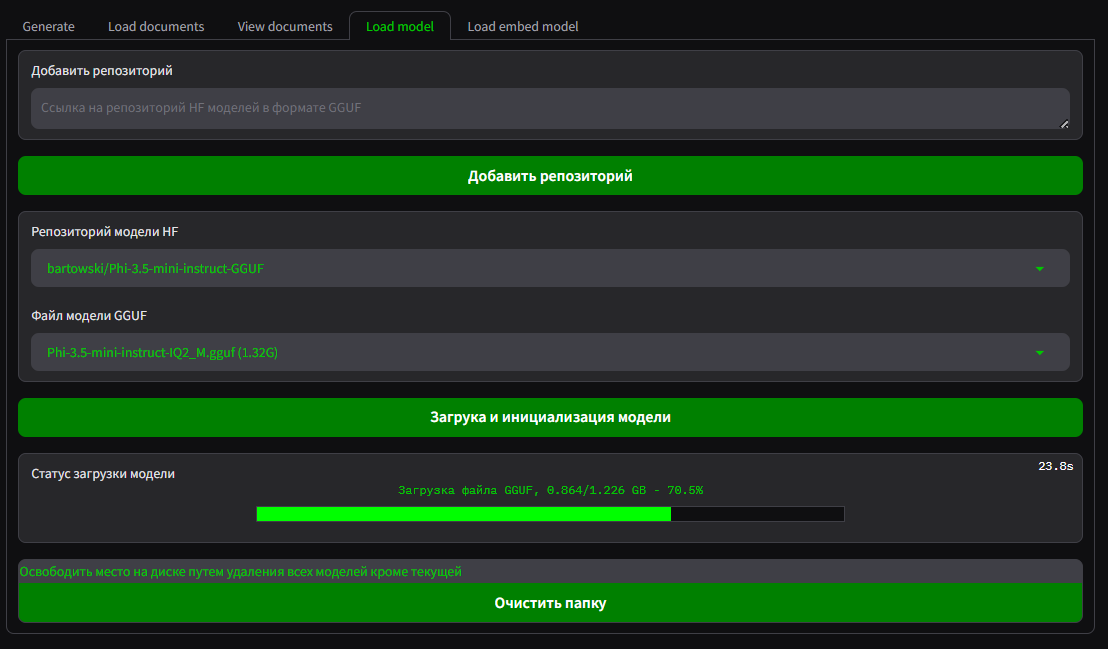 Generate Load documents View documents Load model Load embed model
Добавить репозиторий
Ссылка на репозиторий HF моделей в формате GGUF
Добавить репозиторий
Репозиторий модели HF
bartowski/Phi-3.5-mini-instruct-GGUF
Файл модели GGUF
Phi-3.5-mini-instruct-IQ2_M.gguf (1.32G)
Загрука и инициализация модели
23.8s
Статус загрузки модели
Загрузка файла GGUF, 0.864/1.226 GB - 70.5%
Освободить место на диске путем удаления всех моделей кроме текущей
Очистить папку